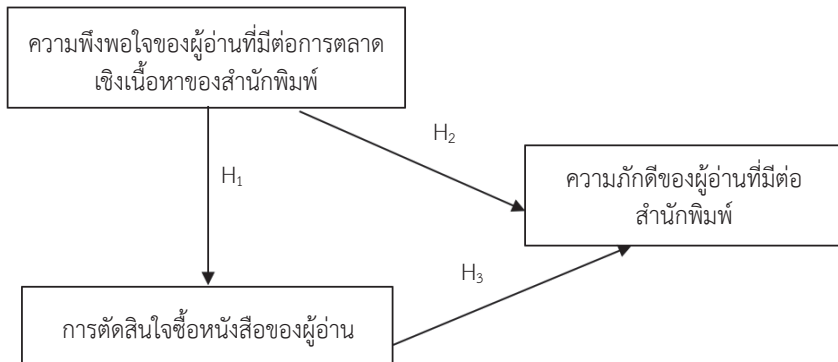 ความพึงพอใจของผู้อ่านที่มีต่อการตลาด
เชิงเนื้อหาของสำนักพิมพ์
H₂
H₁
ความภักดีของผู้อ่านที่มีต่อ
สำนักพิมพ์
H₃
การตัดสินใจซื้อหนังสือของผู้อ่าน